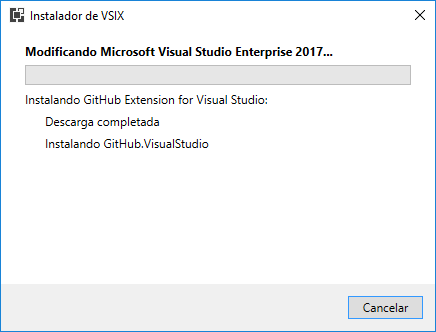 Instalador de VSIX
Modificando Microsoft Visual Studio Enterprise 2017...
Instalando GitHub Extension for Visual Studio:
Descarga completada
Instalando GitHub.VisualStudio
Cancelar